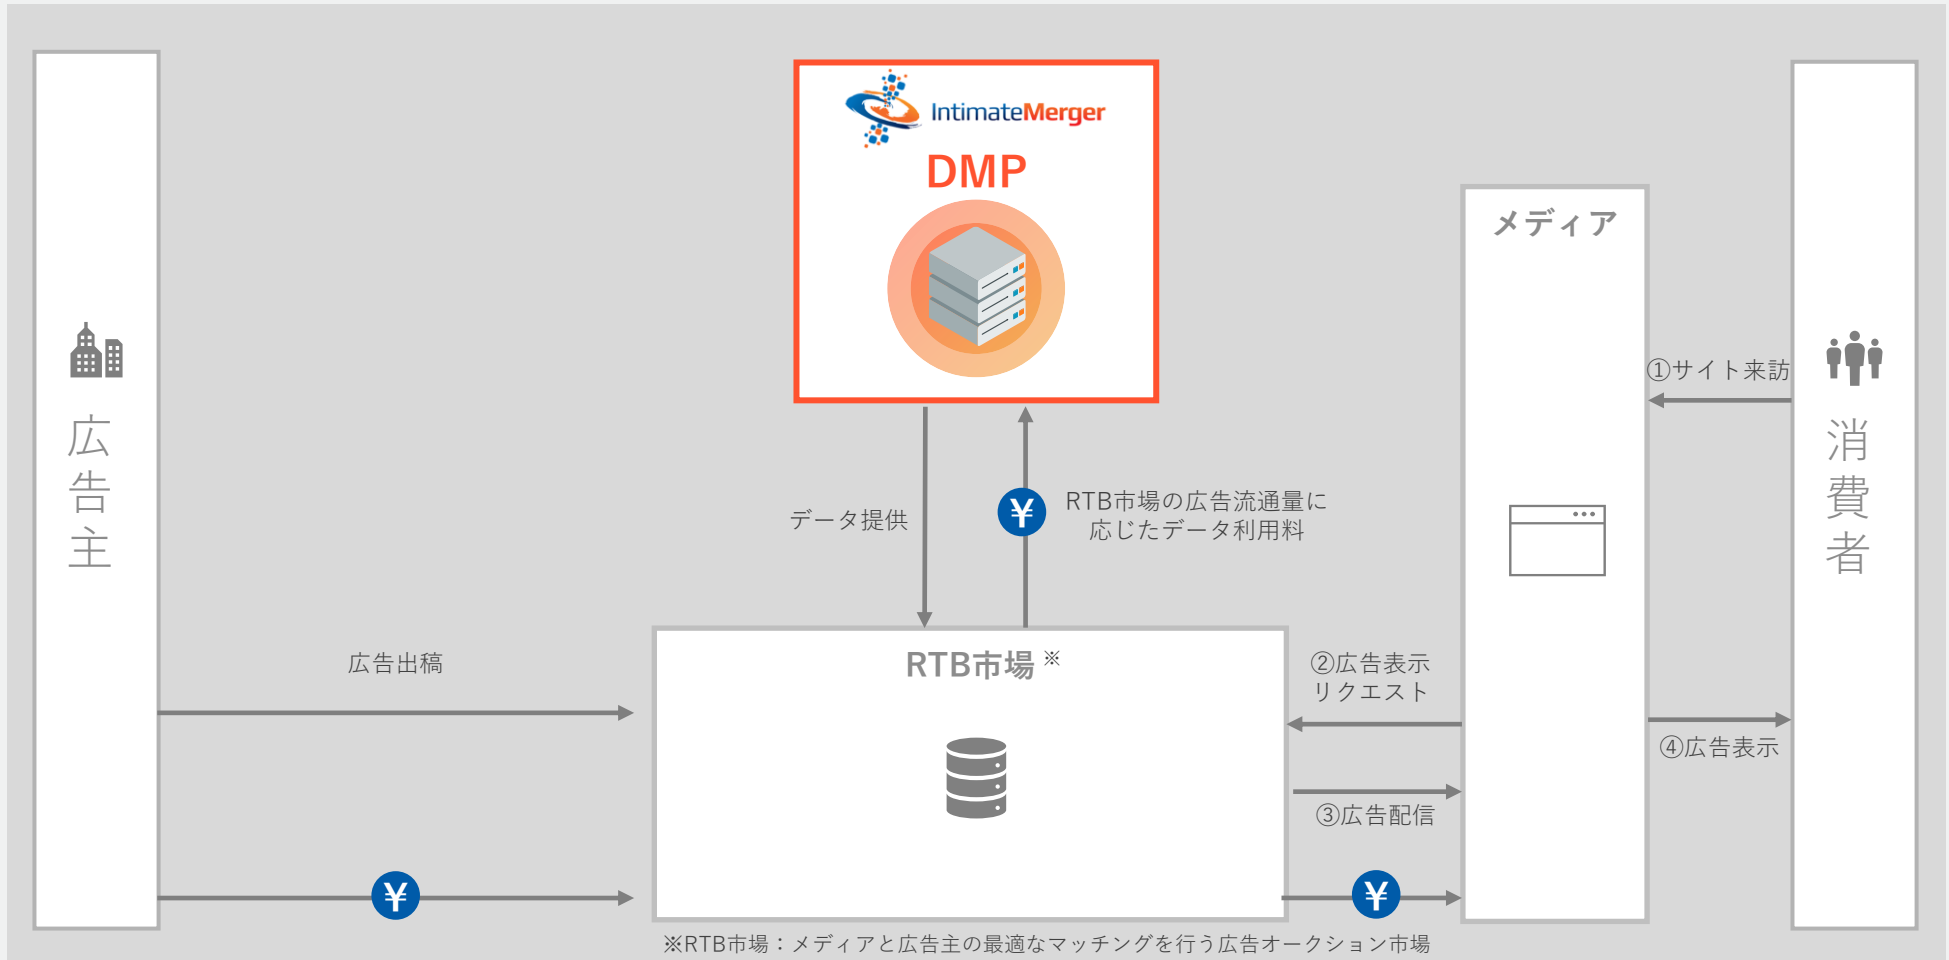 IntimateMerger
DMP
広告主
メディア
消費者
①サイト来訪
データ提供
¥
RTB市場の広告流通量に
応じたデータ利用料
広告出稿
RTB市場※
②広告表示
リクエスト
④広告表示
③広告配信
¥
¥
※RTB市場：メディアと広告主の最適なマッチングを行う広告オークション市場